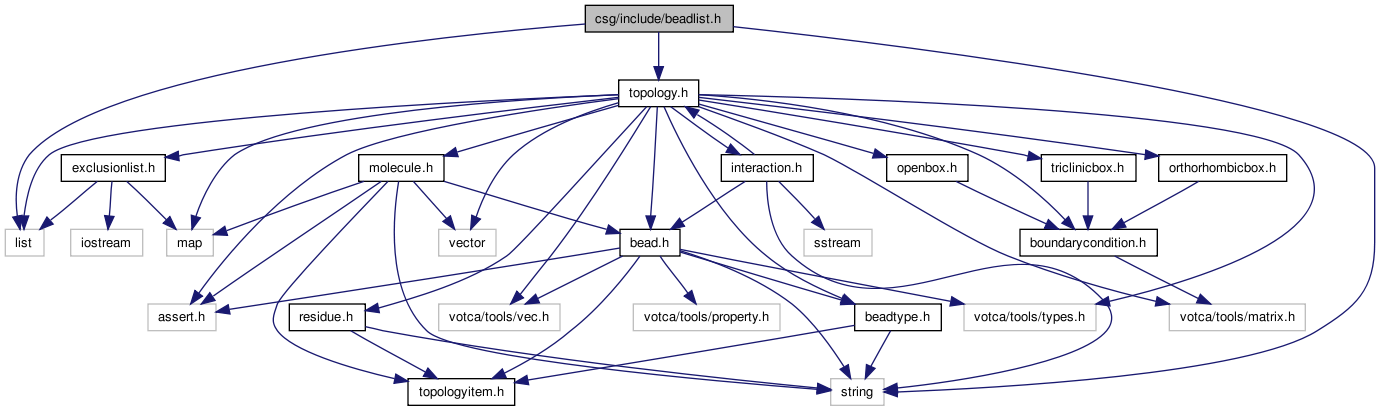 csg/include/beadlist.h
topology.h
exclusionlist.h
molecule.h
interaction.h
openbox.h
triclinicbox.h
orthorhombicbox.h
list
iostream
map
vector
bead.h
sstream
boundarycondition.h
assert.h
residue.h
votca/tools/vec.h
votca/tools/property.h
beadtype.h
votca/tools/types.h
votca/tools/matrix.h
topologyitem.h
string